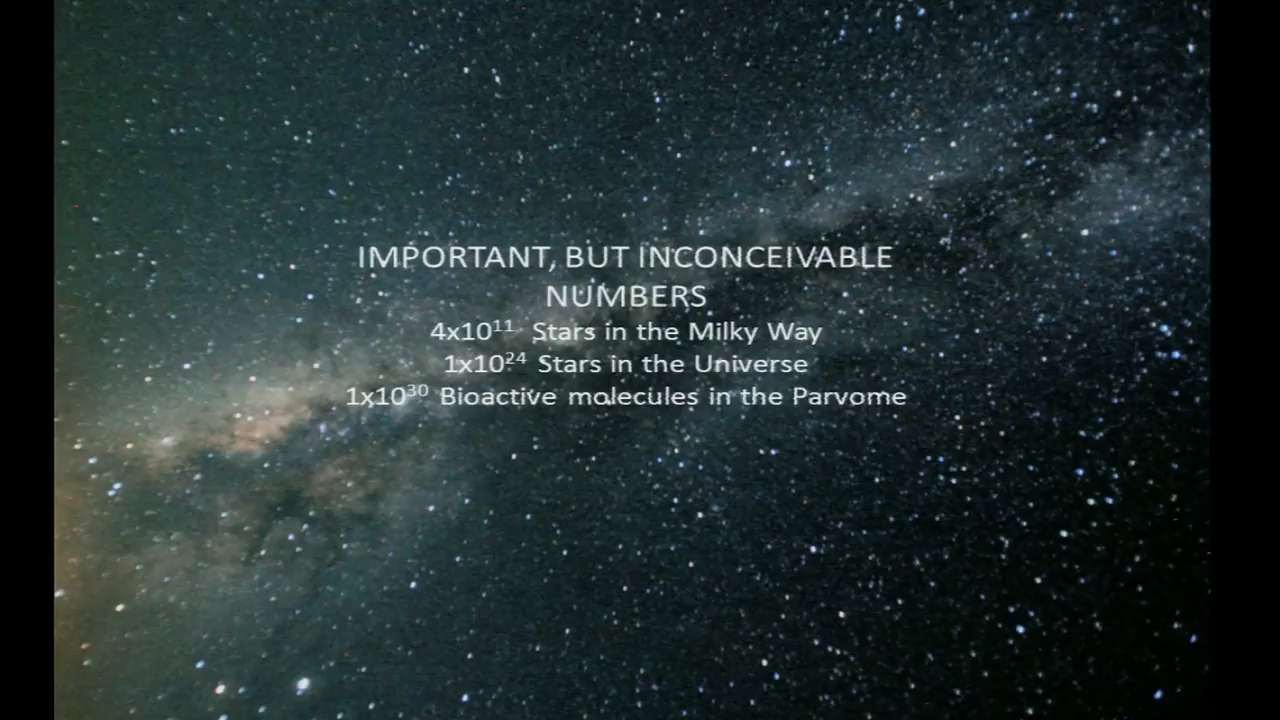 IMPORTANT, BUT INCONCEIVABLE
NUMBERS
4x10¹¹ Stars in the Milky Way
1x10²⁴ Stars in the Universe
1x10³⁰ Bioactive molecules in the Parvome